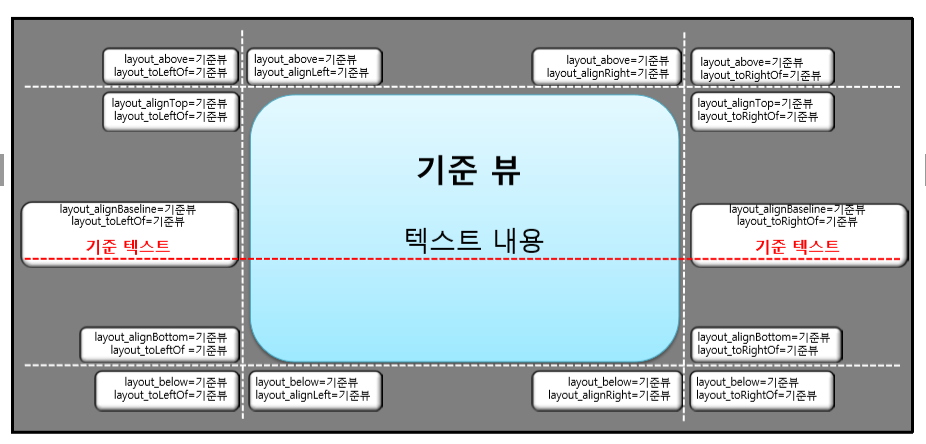 layout_above=기준뷰
layout_toLeftOf=기준뷰
layout_above=기준뷰
layout_alignLeft=기준뷰
layout_above=기준뷰
layout_alignRight=기준뷰
layout_above=기준뷰
layout_toRightOf=기준뷰
layout_alignTop=기준뷰
layout_toLeftOf=기준뷰
layout_alignTop=기준뷰
layout_toRightOf=기준뷰
기준 뷰
텍스트 내용
layout_alignBaseline=기준뷰
layout_toLeftOf=기준뷰
기준 텍스트
layout_alignBaseline=기준뷰
layout_toRightOf=기준뷰
기준 텍스트
layout_alignBottom=기준뷰
layout_toLeftOf =기준뷰
layout_alignBottom=기준뷰
layout_toRightOf=기준뷰
layout_below=기준뷰
layout_toLeftOf=기준뷰
layout_below=기준뷰
layout_alignLeft=기준뷰
layout_below=기준뷰
layout_alignRight=기준뷰
layout_below=기준뷰
layout_toRightOf=기준뷰